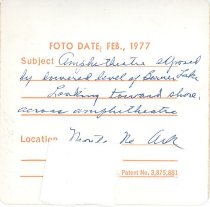 FOTO DATE, FEB., 1977
Subject Amphitheatre exposed
by lowered level of Beaver Lake
Looking toward shore,
across amphitheatre
Location North No Ark
Patent No. 3,875,851